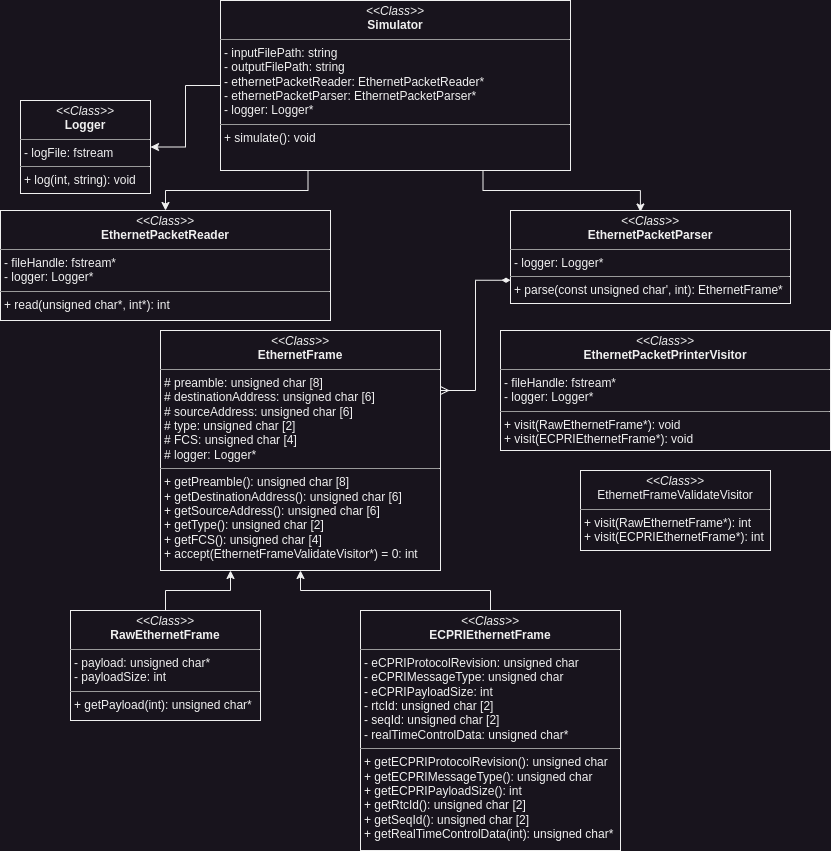 <<Class>>
Simulator
- inputFilePath: string
- outputFilePath: string
- ethernetPacketReader: EthernetPacketReader*
- ethernetPacketParser: EthernetPacketParser*
- logger: Logger*
+ simulate(): void
<<Class>>
Logger
- logFile: fstream
+ log(int, string): void
<<Class>>
EthernetPacketReader
- fileHandle: fstream*
- logger: Logger*
+ read(unsigned char*, int*): int
<<Class>>
EthernetPacketParser
- logger: Logger*
+ parse(const unsigned char', int): EthernetFrame*
<<Class>>
EthernetFrame
# preamble: unsigned char [8]
# destinationAddress: unsigned char [6]
# sourceAddress: unsigned char [6]
# type: unsigned char [2]
# FCS: unsigned char [4]
# logger: Logger*
+ getPreamble(): unsigned char [8]
+ getDestinationAddress(): unsigned char [6]
+ getSourceAddress(): unsigned char [6]
+ getType(): unsigned char [2]
+ getFCS(): unsigned char [4]
+ accept(EthernetFrameValidateVisitor*) = 0: int
<<Class>>
EthernetPacketPrinterVisitor
- fileHandle: fstream*
- logger: Logger*
+ visit(RawEthernetFrame*): void
+ visit(ECPRIEthernetFrame*): void
<<Class>>
EthernetFrameValidateVisitor
+ visit(RawEthernetFrame*): int
+ visit(ECPRIEthernetFrame*): int
<<Class>>
RawEthernetFrame
- payload: unsigned char*
- payloadSize: int
+ getPayload(int): unsigned char*
<<Class>>
ECPRIEthernetFrame
- eCPRIProtocolRevision: unsigned char
- eCPRIMessageType: unsigned char
- eCPRIPayloadSize: int
- rtcId: unsigned char [2]
- seqId: unsigned char [2]
- realTimeControlData: unsigned char*
+ getECPRIProtocolRevision(): unsigned char
+ getECPRIMessageType(): unsigned char
+ getECPRIPayloadSize(): int
+ getRtcId(): unsigned char [2]
+ getSeqId(): unsigned char [2]
+ getRealTimeControlData(int): unsigned char*